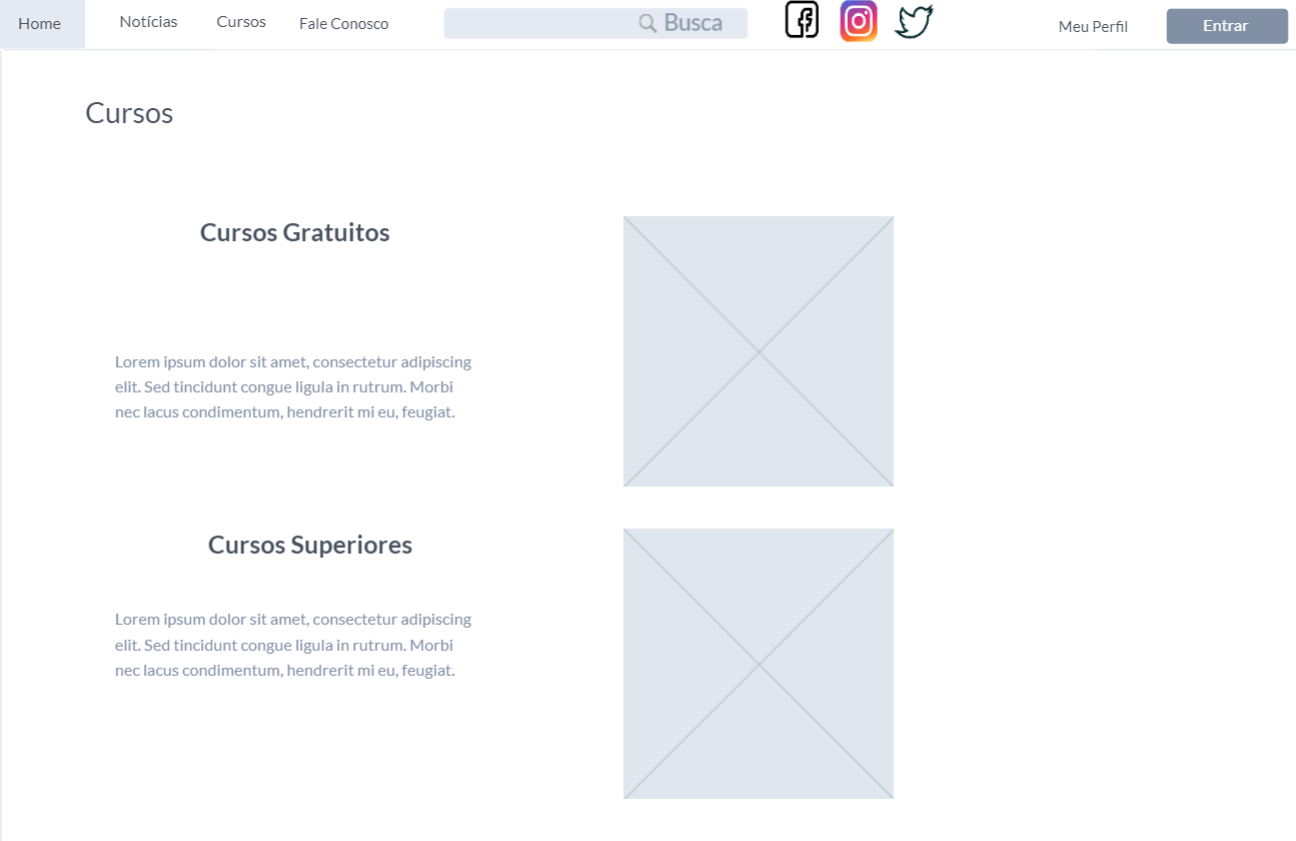 Home
Notícias
Cursos
Fale Conosco
Busca
Meu Perfil
Entrar
Cursos
Cursos Gratuitos
Lorem ipsum dolor sit amet, consectetur adipiscing
elit. Sed tincidunt congue ligula in rutrum. Morbi
nec lacus condimentum, hendrerit mi eu, feugiat.
Cursos Superiores
Lorem ipsum dolor sit amet, consectetur adipiscing
elit. Sed tincidunt congue ligula in rutrum. Morbi
nec lacus condimentum, hendrerit mi eu, feugiat.